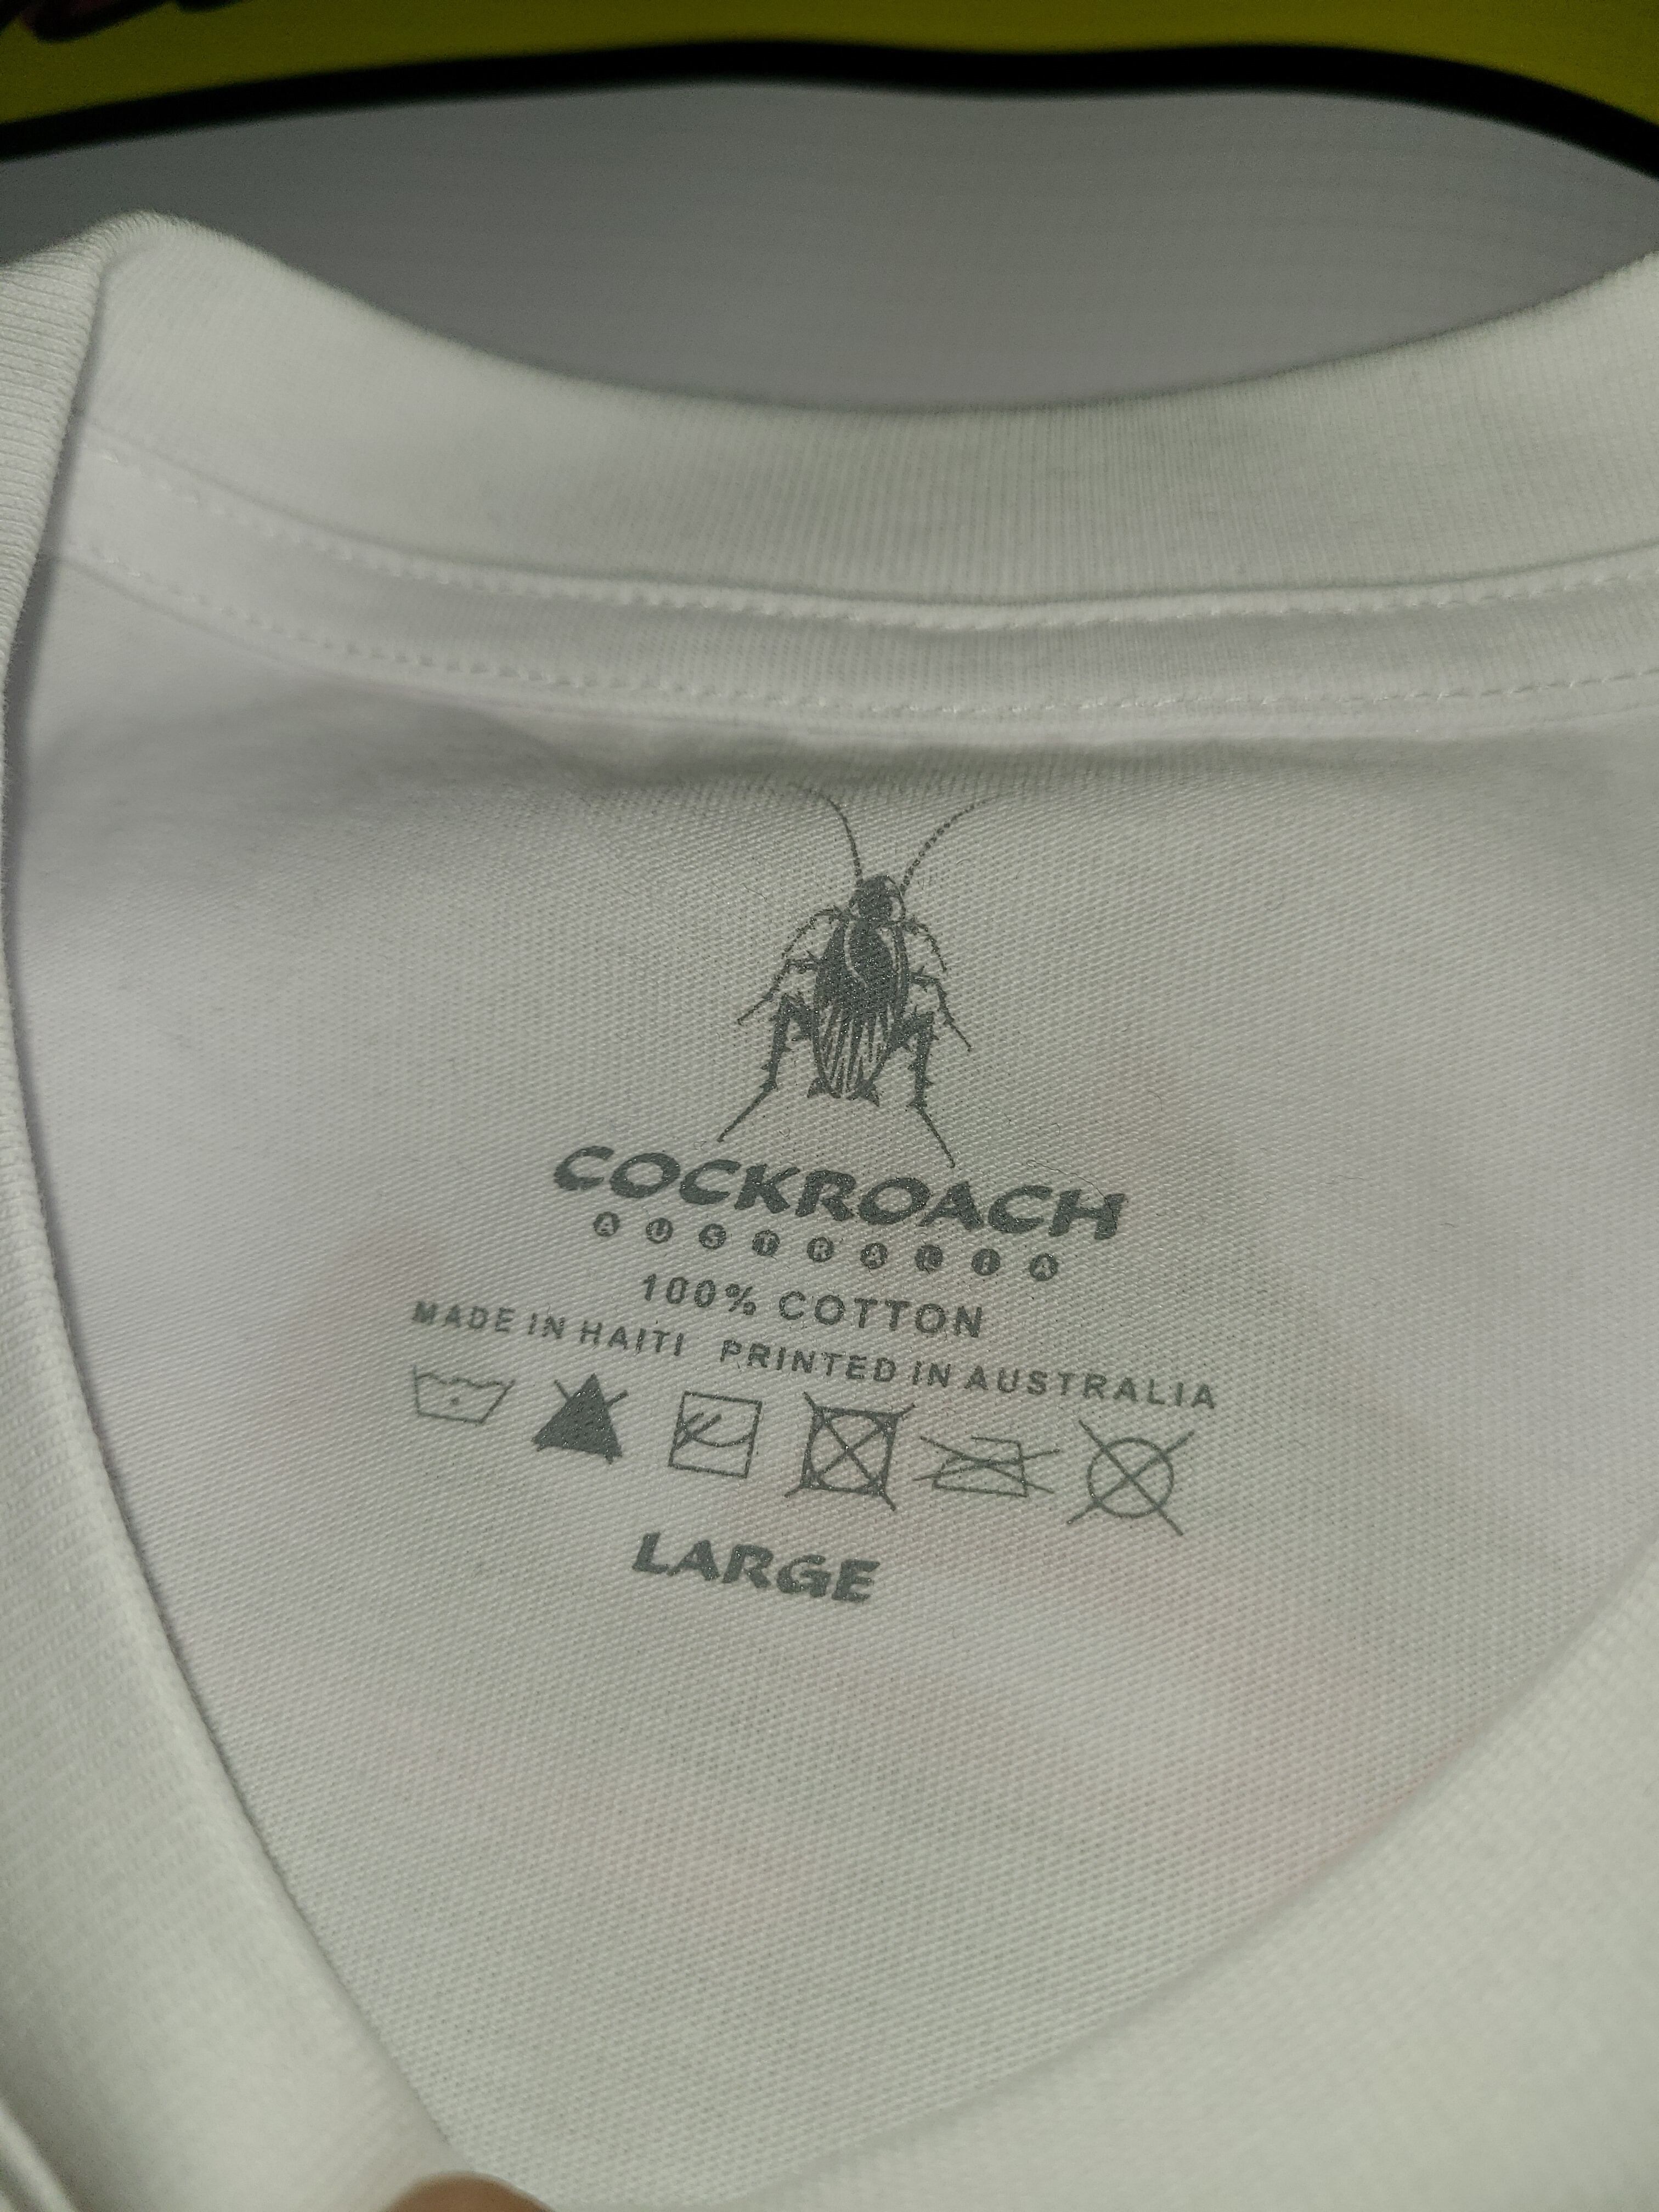 COCKROACH
AUSTRALIA
100% COTTON
MADE IN HAITI PRINTED IN AUSTRALIA
LARGE